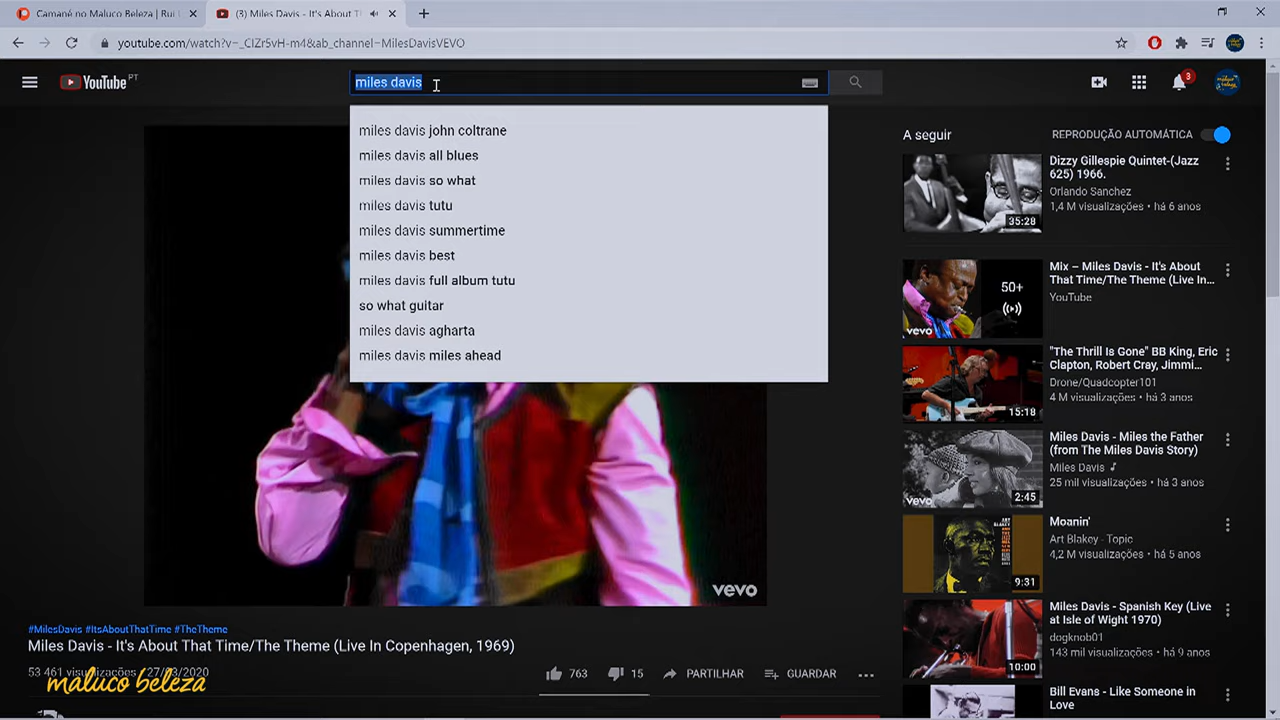 Camané no Maluco Beleza | Rui
(3) Miles Davis - It's About T
youtube.com/watch?v=_CIZr5vH-m4&ab_channel=MilesDavisVEVO
YouTube PT
miles davis
3
miles davis john coltrane
miles davis all blues
miles davis so what
miles davis tutu
miles davis summertime
miles davis best
miles davis full album tutu
so what guitar
miles davis agharta
miles davis miles ahead
vevo
#MilesDavis #ItsAboutThatTime #TheTheme
Miles Davis - It's About That Time/The Theme (Live In Copenhagen, 1969)
53 461 visualizações
maluco beleza
763
15
PARTILHAR
GUARDAR
A seguir
REPRODUÇÃO AUTOMÁTICA
Dizzy Gillespie Quintet-(Jazz
625) 1966.
Orlando Sanchez
1,4 M visualizações • há 6 anos
35:28
Mix – Miles Davis - It's About
That Time/The Theme (Live In...
YouTube
50+
vevo
"The Thrill Is Gone" BB King, Eric
Clapton, Robert Cray, Jimmi...
Drone/Quadcopter101
4 M visualizações • há 3 anos
15:18
Miles Davis - Miles the Father
(from The Miles Davis Story)
Miles Davis
25 mil visualizações • há 3 anos
vevo
2:45
Moanin'
Art Blakey - Topic
4,2 M visualizações • há 5 anos
9:31
Miles Davis - Spanish Key (Live
at Isle of Wight 1970)
dogknob01
143 mil visualizações • há 9 anos
10:00
Bill Evans - Like Someone in
Love